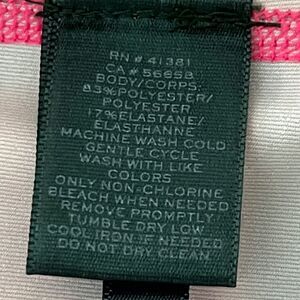 RN # 41381
CA # 56658
BODY/CORPS:
83%POLYESTER/
POLYESTER
17%ELASTANE/
ELASTHANNE
MACHINE WASH COLD
GENTLE CYCLE
WASH WITH LIKE
COLORS
ONLY NON-CHLORINE
BLEACH WHEN NEEDED
REMOVE PROMPTLY
TUMBLE DRY LOW
COOL IRON IF NEEDED
DO NOT DRY CLEAN